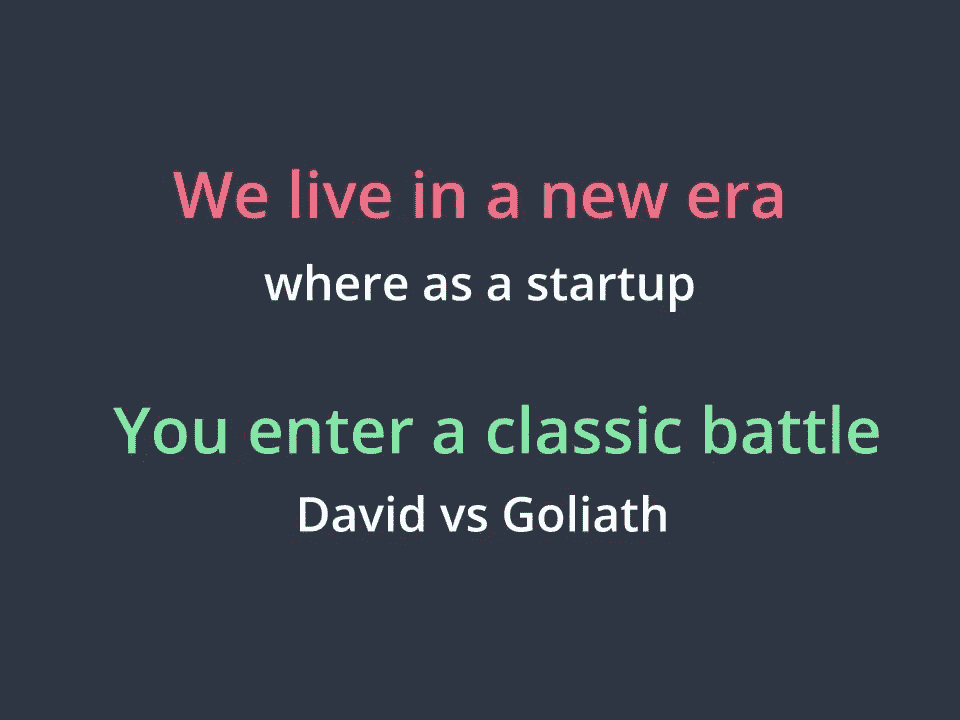 We live in a new era
where as a startup
You enter a classic battle
David vs Goliath